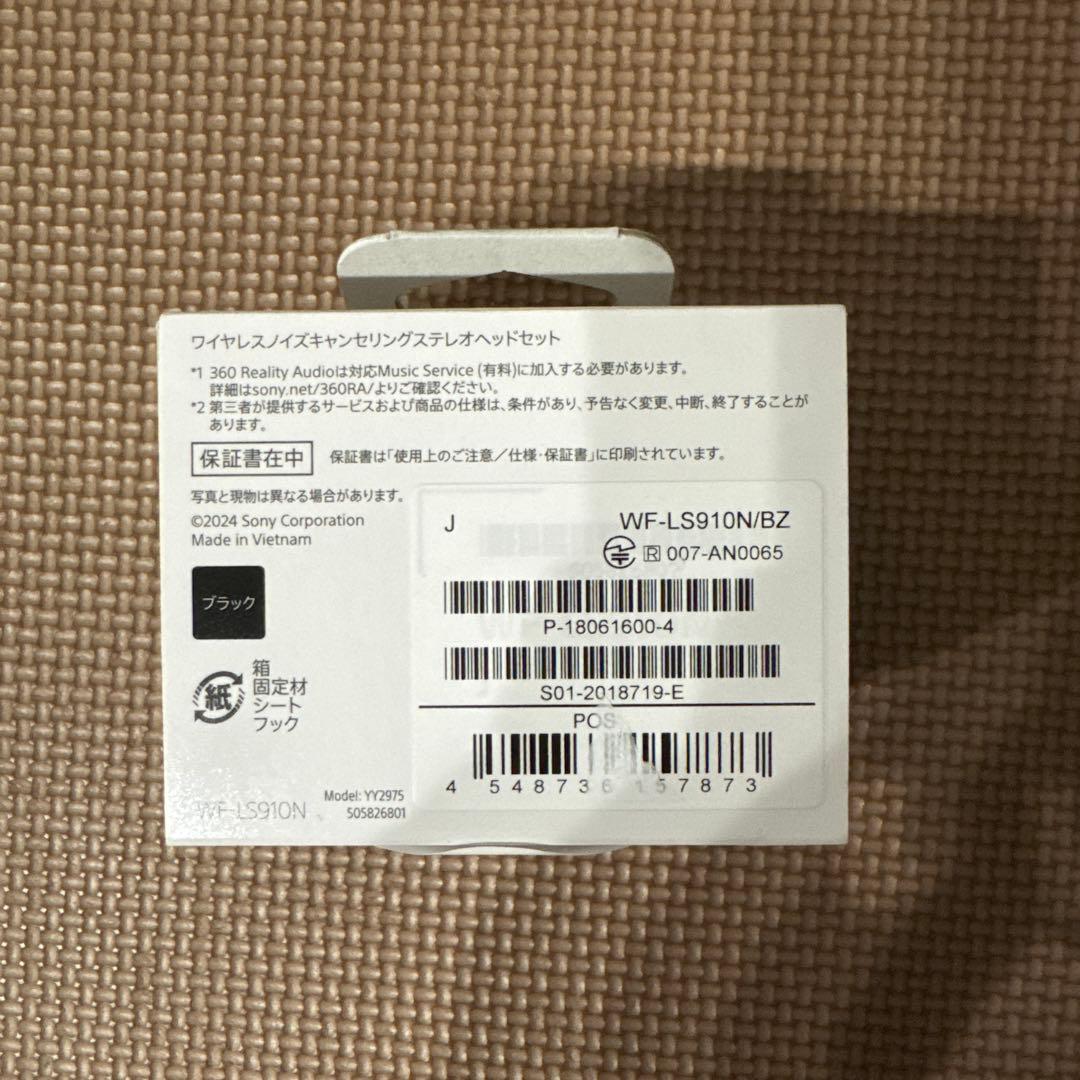 ワイヤレスノイズキャンセリングステレオヘッドセット
*1 360 Reality Audioは対応Music Service (有料)に加入する必要があります。
詳細はsony.net/360RA/よりご確認ください。
*2 第三者が提供するサービスおよび商品の仕様は、条件があり、予告なく変更、中断、終了することが
あります。
保証書在中 保証書は「使用上のご注意／仕様・保証書」に印刷されています。
写真と現物は異なる場合があります。
©2024 Sony Corporation
Made in Vietnam
ブラック
紙
箱
固定材
シート
フック
WF-LS910N
Model: YY2975
505826801
J WF-LS910N/BZ
R 007-AN0065
P-18061600-4
S01-2018719-E
POS
4 548736 157873